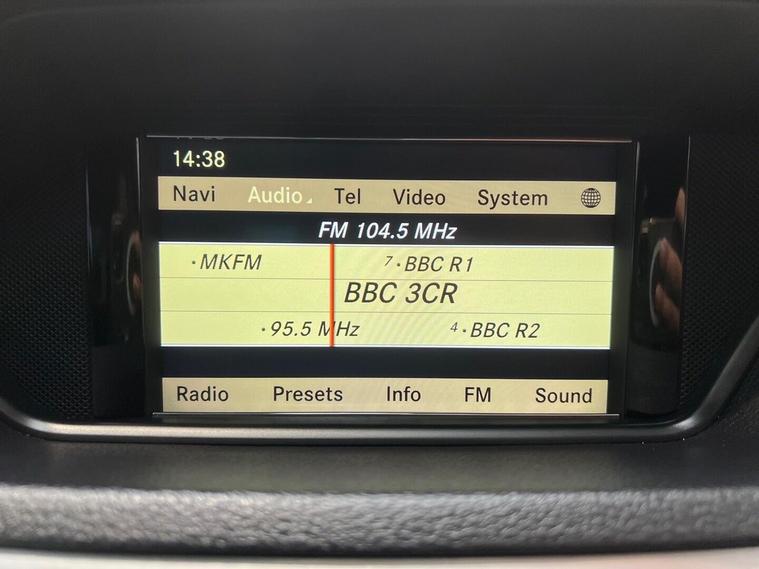 14:38
Navi Audio Tel Video System
FM 104.5 MHz
·MKFM 7·BBC R1
BBC 3CR
·95.5 MHz 4·BBC R2
Radio Presets Info FM Sound